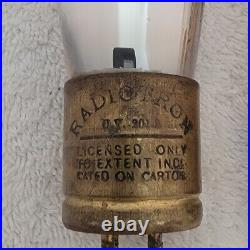 RADIOTRON
U.V. 201
LICENSED ONLY
TO EXTENT INDI
CATED ON CARTON